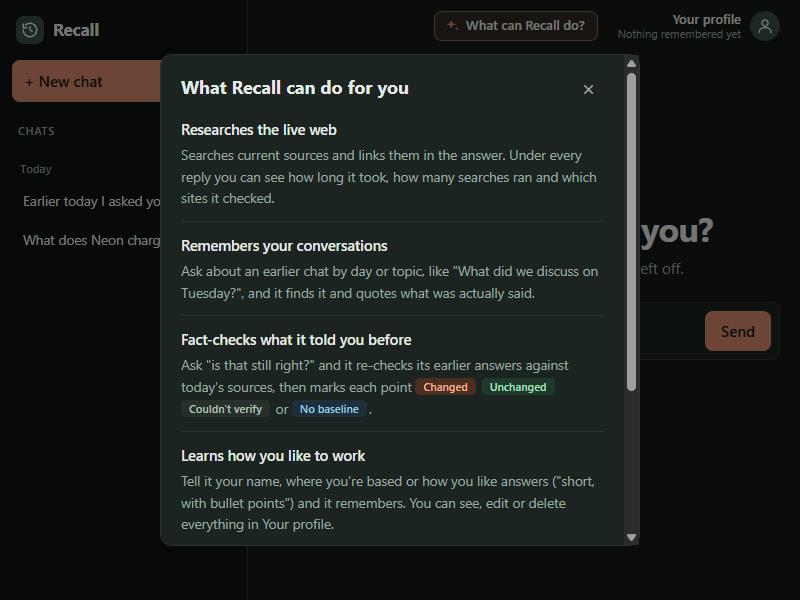 Recall
What can Recall do?
Your profile
Nothing remembered yet
+ New chat
CHATS
Today
Earlier today I asked yo
What does Neon charg
you?
eft off.
Send
What Recall can do for you
×
Researches the live web
Searches current sources and links them in the answer. Under every
reply you can see how long it took, how many searches ran and which
sites it checked.
Remembers your conversations
Ask about an earlier chat by day or topic, like "What did we discuss on
Tuesday?", and it finds it and quotes what was actually said.
Fact-checks what it told you before
Ask "is that still right?" and it re-checks its earlier answers against
today's sources, then marks each point Changed Unchanged
Couldn't verify or No baseline .
Learns how you like to work
Tell it your name, where you're based or how you like answers ("short,
with bullet points") and it remembers. You can see, edit or delete
everything in Your profile.